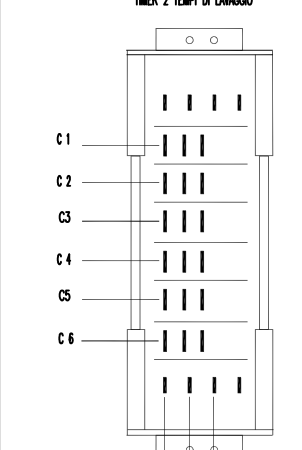 TIMER 2 TEMPI DI LAVAGGIO
C 1
C 2
C3
C 4
C5
C 6